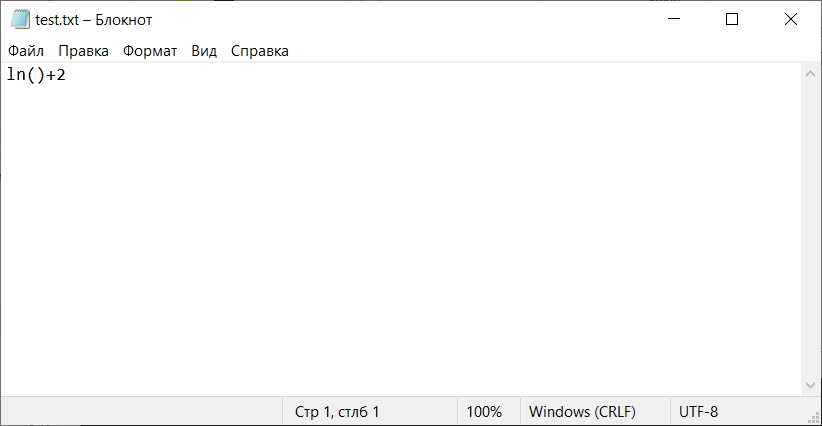 test.txt – Блокнот
Файл Правка Формат Вид Справка
ln()+2
Стр 1, стлб 1 100% Windows (CRLF) UTF-8